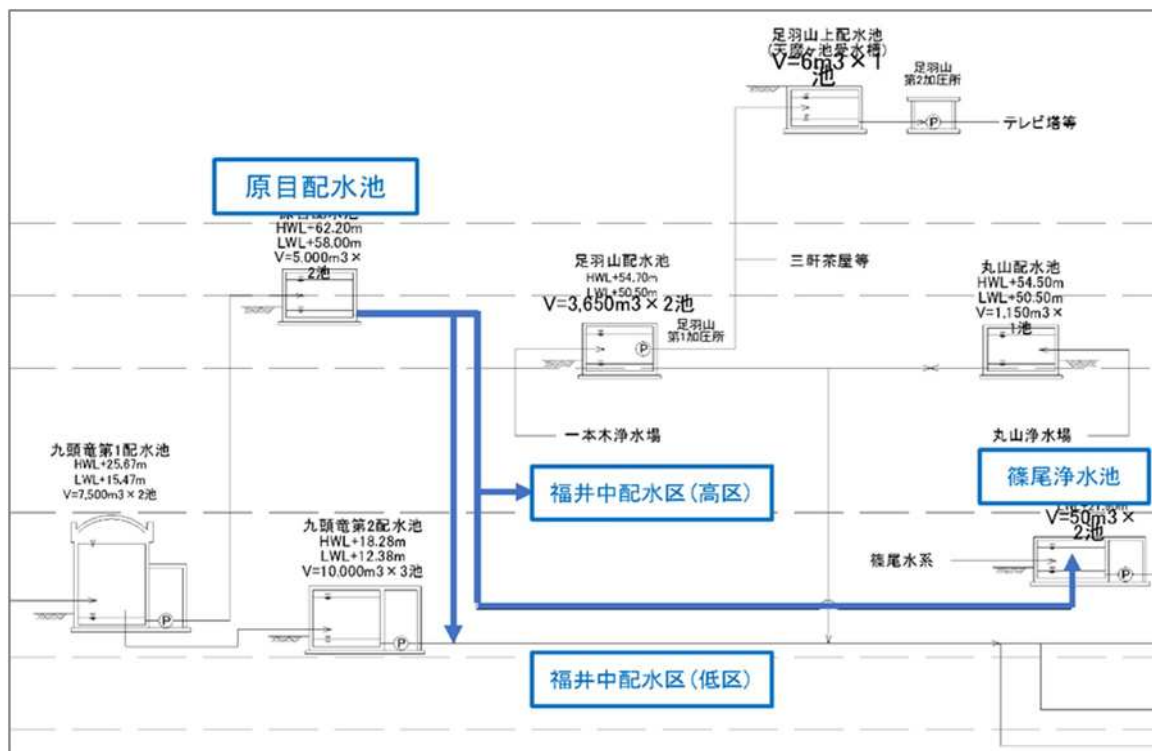 足羽山上配水池
(天魔ヶ池受水槽)
V=6m3×1
池
足羽山
第2加圧所
P
テレビ塔等
原目配水池
原目配水池
HWL+62.20m
LWL+58.00m
V=5.000m3×
2池
足羽山配水池
HWL+54.70m
LWL+50.50m
V=3,650m3×2池
P
足羽山
第1加圧所
三軒茶屋等
丸山配水池
HWL+54.50m
LWL+50.50m
V=1,150m3×
1池
一本木浄水場
丸山浄水場
九頭竜第1配水池
HWL+25.67m
LWL+15.47m
V=7,500m3×2池
P
九頭竜第2配水池
HWL+18.28m
LWL+12.38m
V=10,000m3×3池
P
福井中配水区(高区)
篠尾浄水池
V=50m3×
2池
篠尾水系
P
福井中配水区(低区)